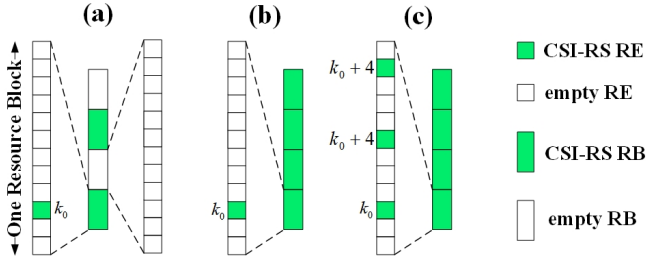 (a)
(b)
(c)
One Resource Block
k₀
k₀
k₀ + 4
k₀ + 4
k₀
CSI-RS RE
empty RE
CSI-RS RB
empty RB